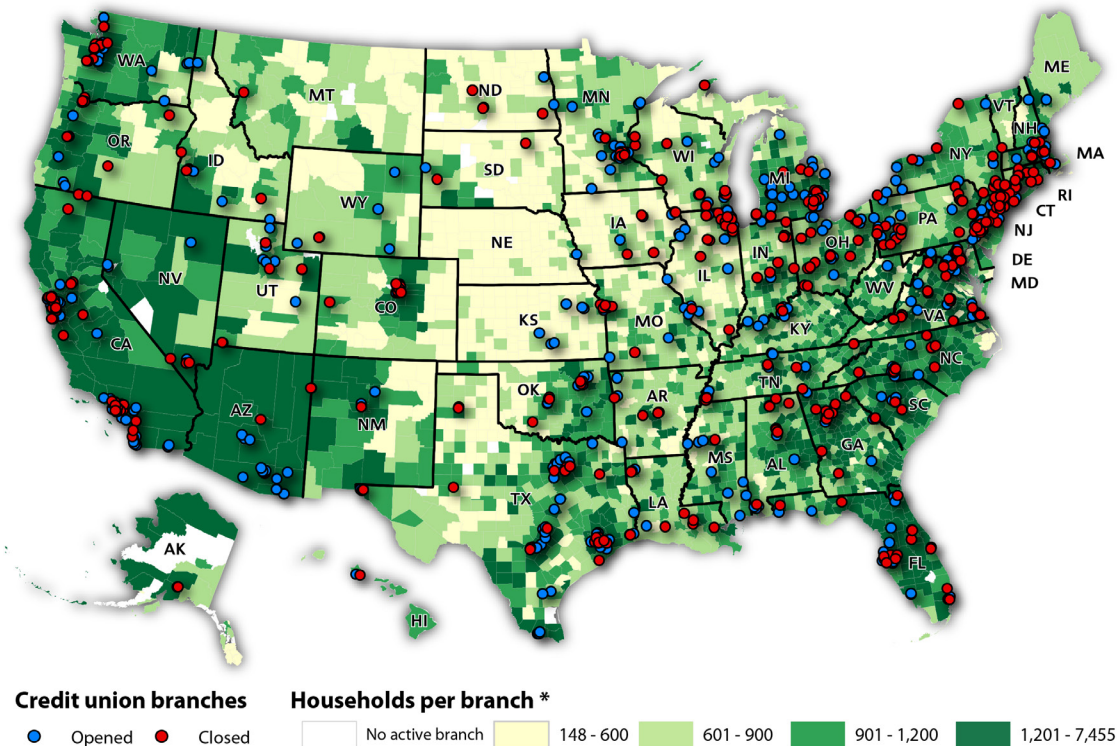 WA
MT
ND
MN
ME
VT
NH
OR
ID
SD
WI
MI
NY
MA
RI
CT
WY
IA
PA
NJ
NE
IL
IN
OH
DE
MD
NV
UT
CO
KS
MO
WV
VA
KY
CA
NC
OK
TN
AZ
NM
AR
SC
MS
AL
GA
TX
LA
AK
FL
HI
Credit union branches
Opened
Closed
Households per branch *
No active branch
148 - 600
601 - 900
901 - 1,200
1,201 - 7,455